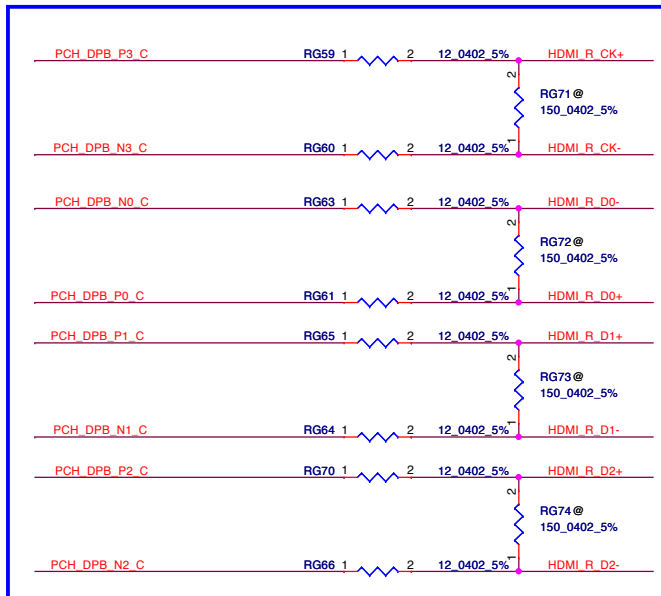 PCH_DPB_P3_C RG59 1 2 12_0402_5% HDMI_R_CK+
2
RG71@
150_0402_5%
1
PCH_DPB_N3_C RG60 1 2 12_0402_5% HDMI_R_CK-
PCH_DPB_N0_C RG63 1 2 12_0402_5% HDMI_R_D0-
2
RG72@
150_0402_5%
1
PCH_DPB_P0_C RG61 1 2 12_0402_5% HDMI_R_D0+
PCH_DPB_P1_C RG65 1 2 12_0402_5% HDMI_R_D1+
2
RG73@
150_0402_5%
1
PCH_DPB_N1_C RG64 1 2 12_0402_5% HDMI_R_D1-
PCH_DPB_P2_C RG70 1 2 12_0402_5% HDMI_R_D2+
2
RG74@
150_0402_5%
1
PCH_DPB_N2_C RG66 1 2 12_0402_5% HDMI_R_D2-